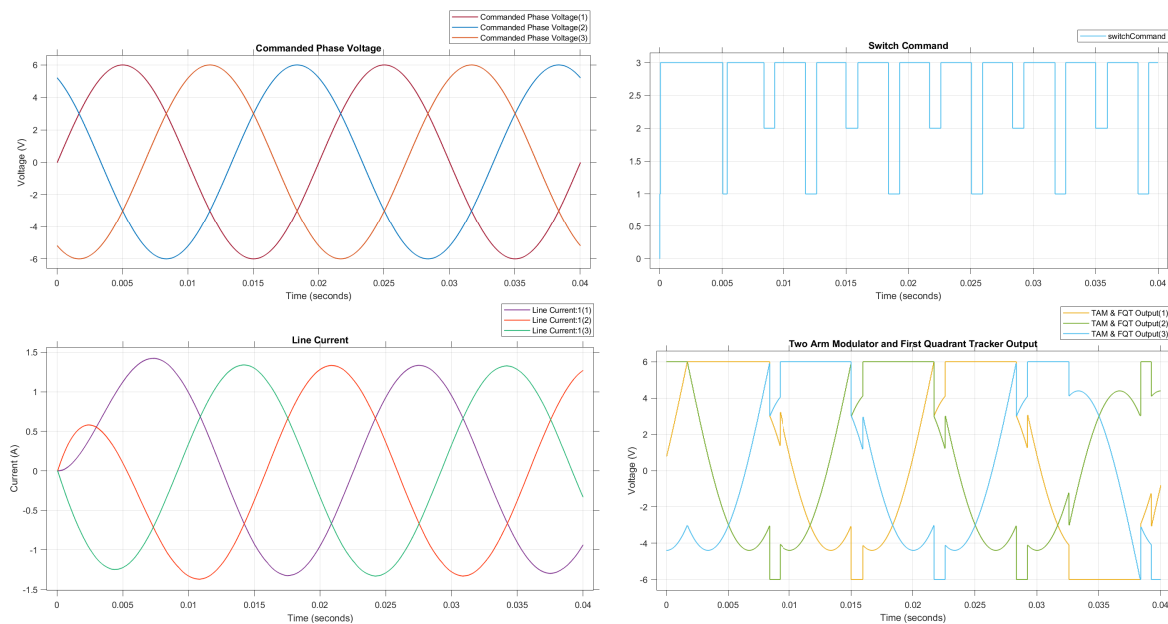 Commanded Phase Voltage(1)
Commanded Phase Voltage(2)
Commanded Phase Voltage(3)
Commanded Phase Voltage
6
4
2
0
-2
-4
-6
Voltage (V)
0 0.005 0.01 0.015 0.02 0.025 0.03 0.035 0.04
Time (seconds)
switchCommand
Switch Command
3
2.5
2
1.5
1
0.5
0
0 0.005 0.01 0.015 0.02 0.025 0.03 0.035 0.04
Time (seconds)
Line Current:1(1)
Line Current:1(2)
Line Current:1(3)
Line Current
1.5
1
0.5
0
-0.5
-1
-1.5
Current (A)
0 0.005 0.01 0.015 0.02 0.025 0.03 0.035 0.04
Time (seconds)
TAM & FQT Output(1)
TAM & FQT Output(2)
TAM & FQT Output(3)
Two Arm Modulator and First Quadrant Tracker Output
6
4
2
0
-2
-4
-6
Voltage (V)
0 0.005 0.01 0.015 0.02 0.025 0.03 0.035 0.04
Time (seconds)